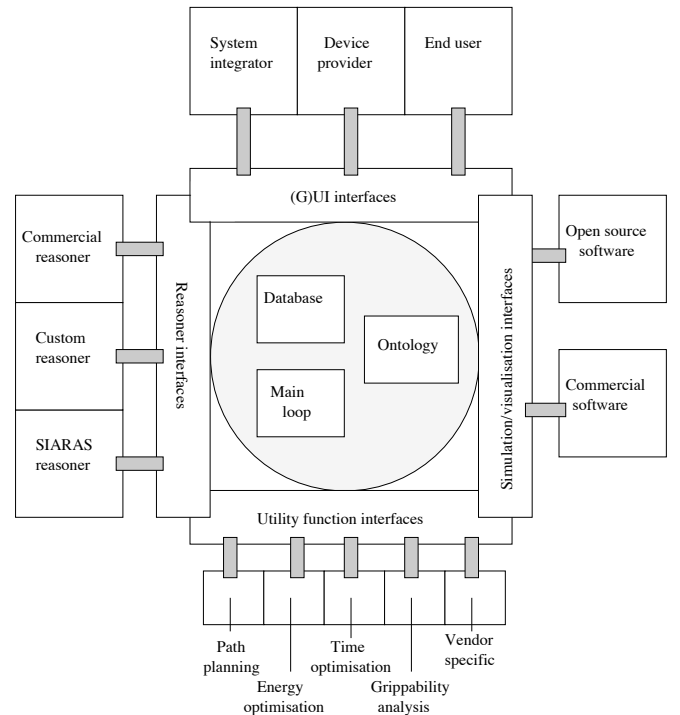 System
integrator
Device
provider
End user
(G)UI interfaces
Commercial
reasoner
Custom
reasoner
SIARAS
reasoner
Reasoner interfaces
Database
Ontology
Main
loop
Simulation/visualisation interfaces
Open source
software
Commercial
software
Utility function interfaces
Path
planning
Energy
optimisation
Time
optimisation
Grippability
analysis
Vendor
specific